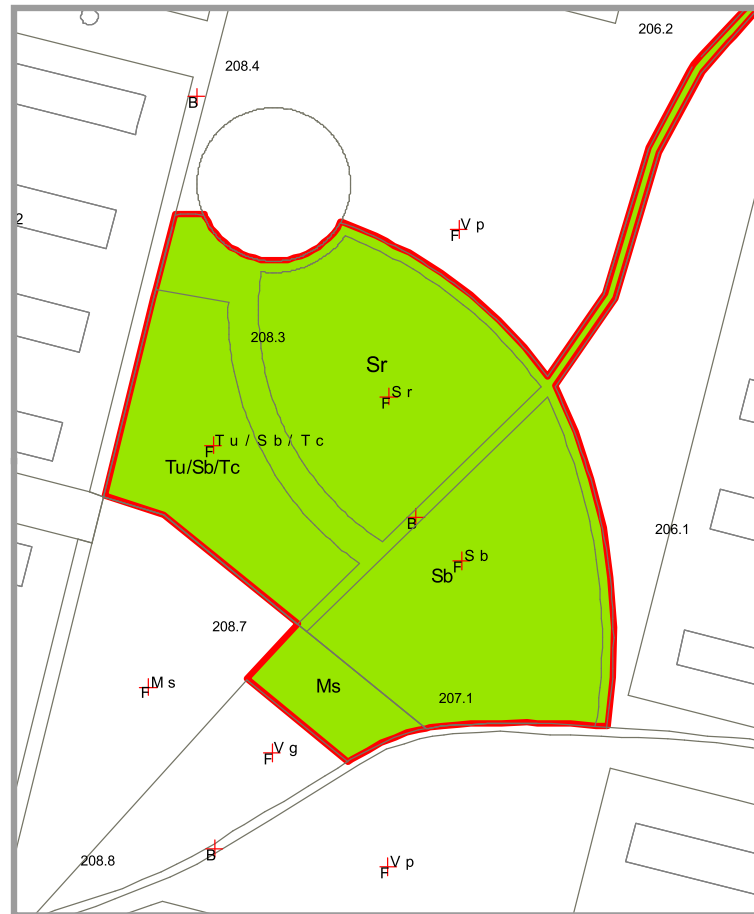 206.2
208.4
B
2
V p
F
208.3
Sr
S r
F
T u / S b / T c
F
Tu/Sb/Tc
B
206.1
S b
F
Sb
208.7
M s
F
Ms
207.1
V g
F
B
208.8
V p
F